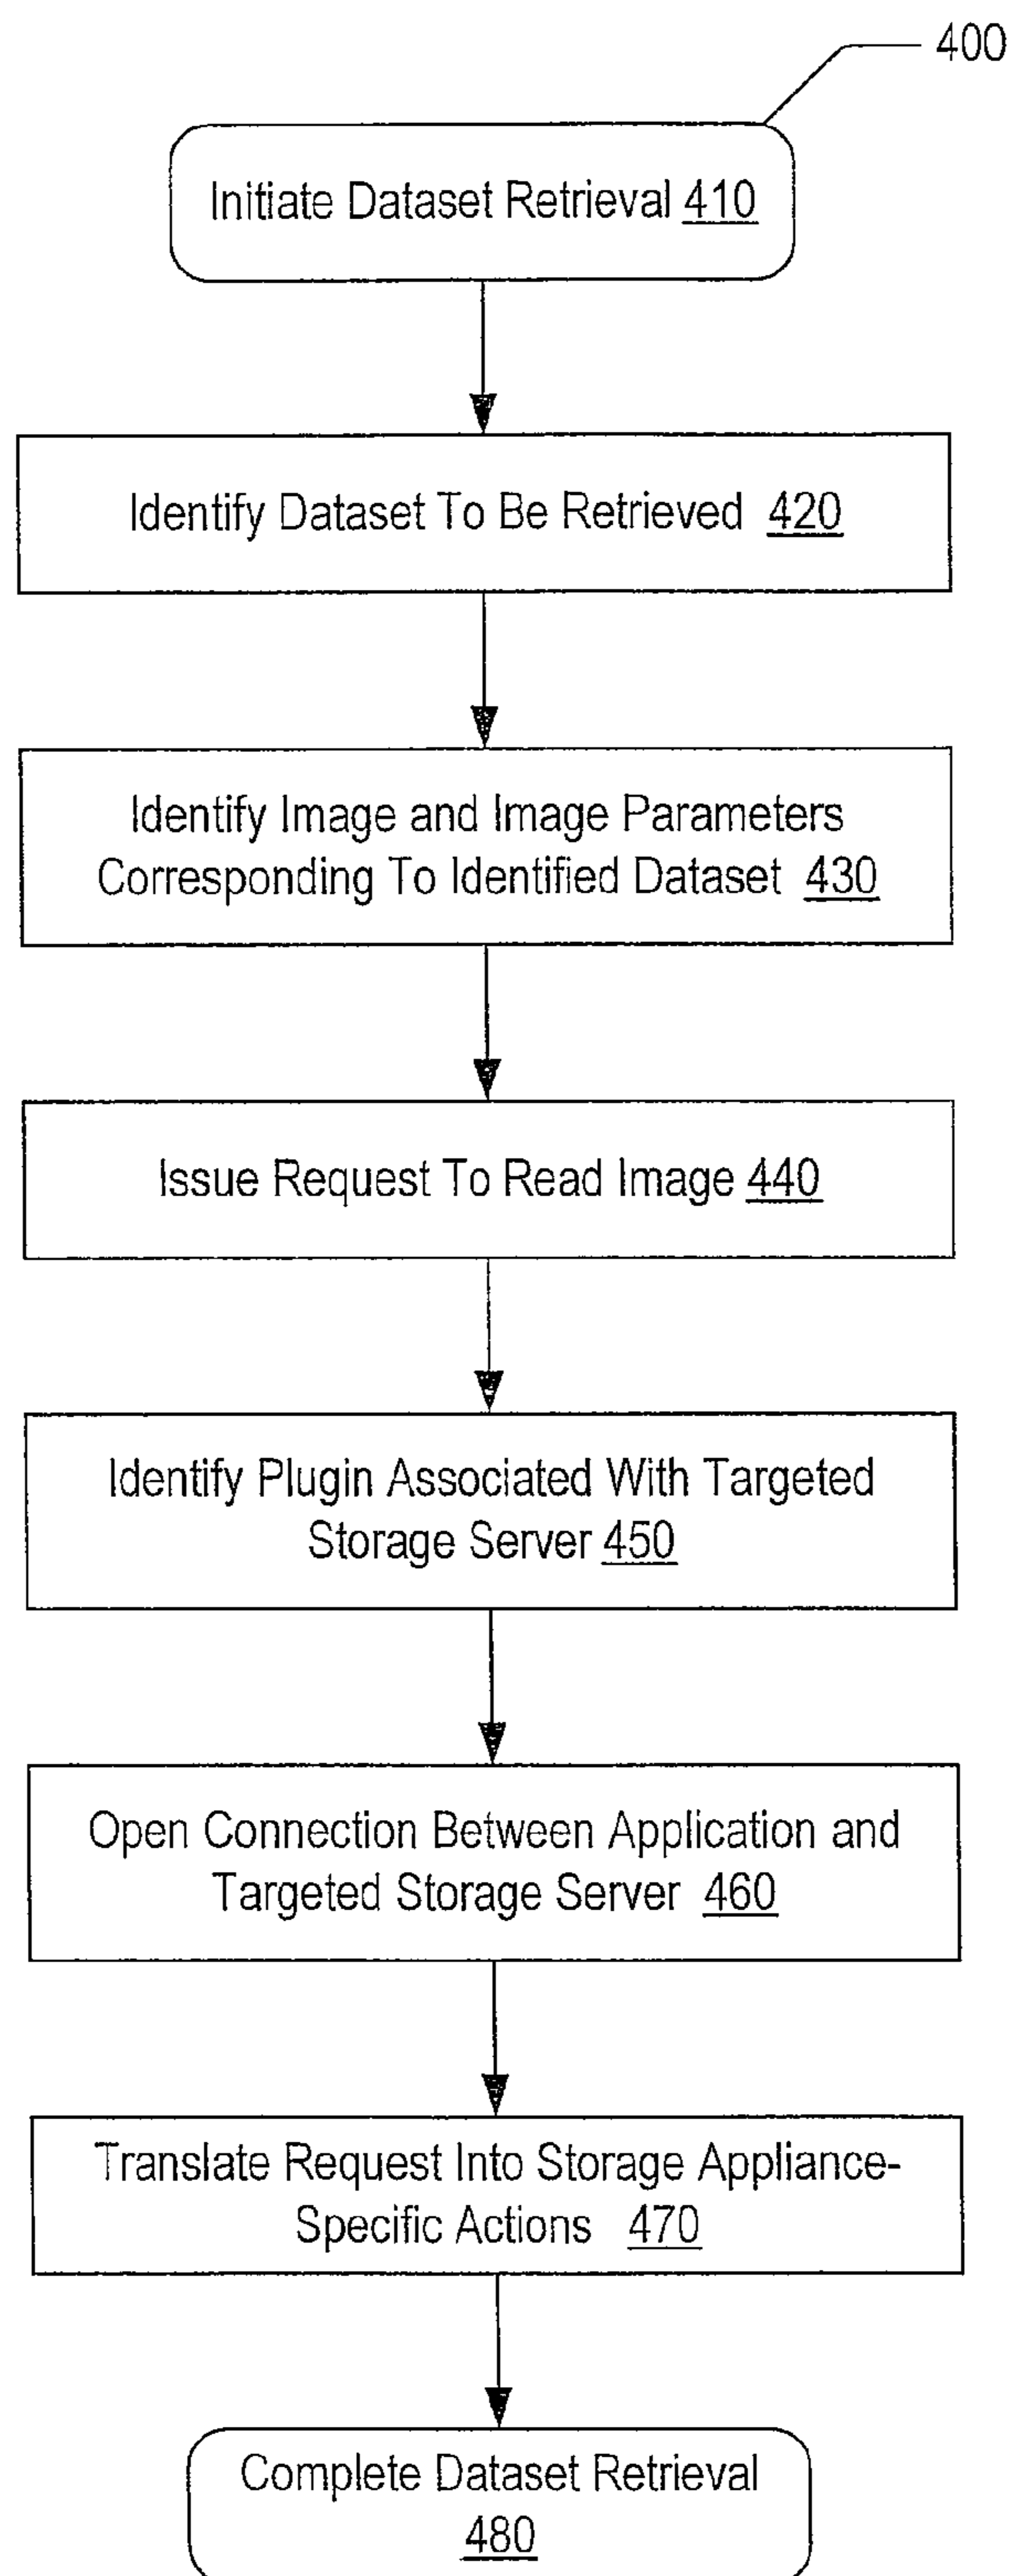 400
Initiate Dataset Retrieval 410
Identify Dataset To Be Retrieved 420
Identify Image and Image Parameters
Corresponding To Identified Dataset 430
Issue Request To Read Image 440
Identify Plugin Associated With Targeted
Storage Server 450
Open Connection Between Application and
Targeted Storage Server 460
Translate Request Into Storage Appliance-
Specific Actions 470
Complete Dataset Retrieval
480